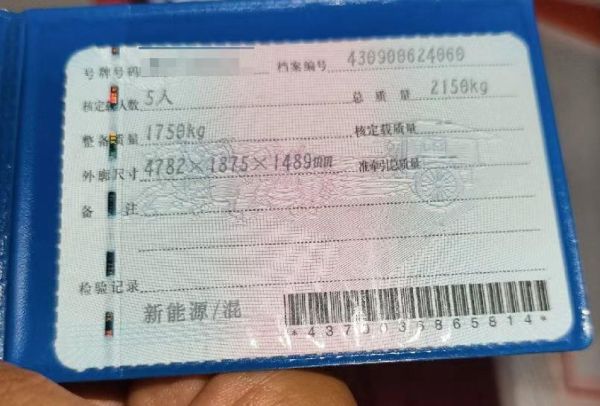 号牌号码 档案编号 430900624060
核定载人数 5人 总质量 2150kg
整备质量 1750kg 核定载质量
外廓尺寸 4782×1875×1489mm 准牵引总质量
备注
检验记录
新能源/混
*4370036865814*